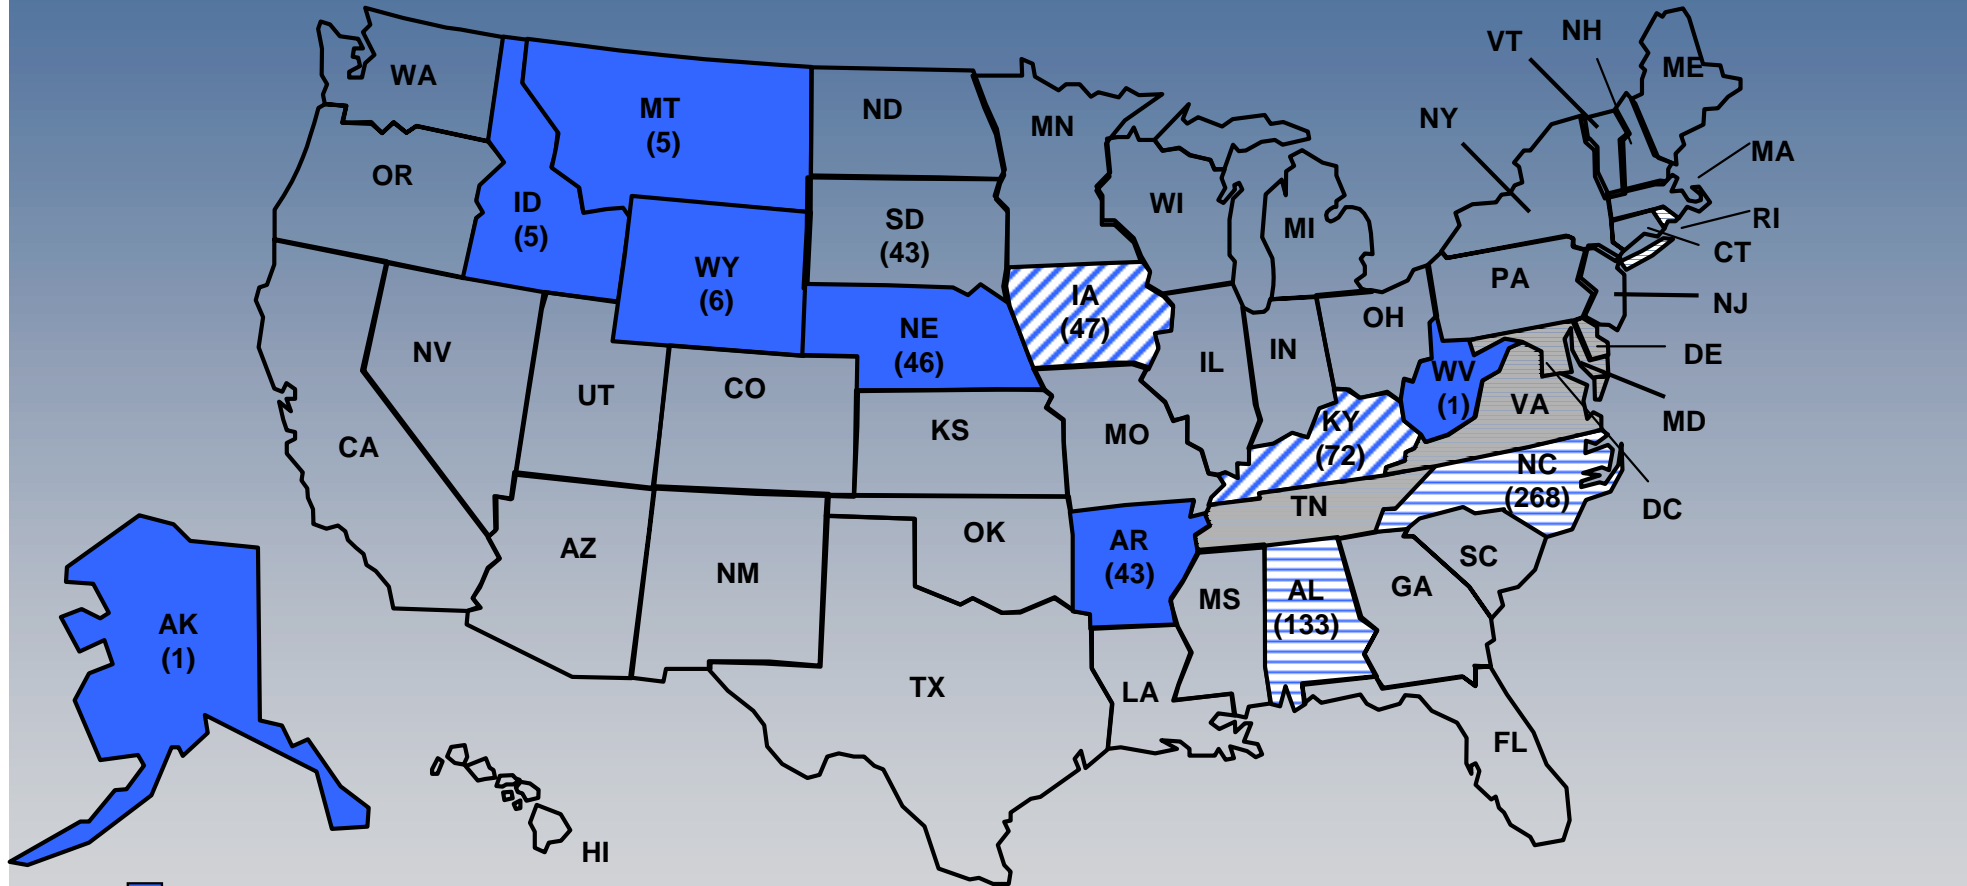 WA
MT
(5)
ND
MN
VT
NH
ME
NY
MA
OR
ID
(5)
SD
(43)
WI
MI
RI
CT
WY
(6)
NE
(46)
IA
(47)
PA
NJ
OH
NV
UT
CO
IL
IN
DE
WV
(1)
VA
MD
CA
KS
MO
KY
(72)
NC
(268)
DC
TN
AZ
NM
OK
AR
(43)
MS
AL
(133)
GA
SC
AK
(1)
TX
LA
FL
HI